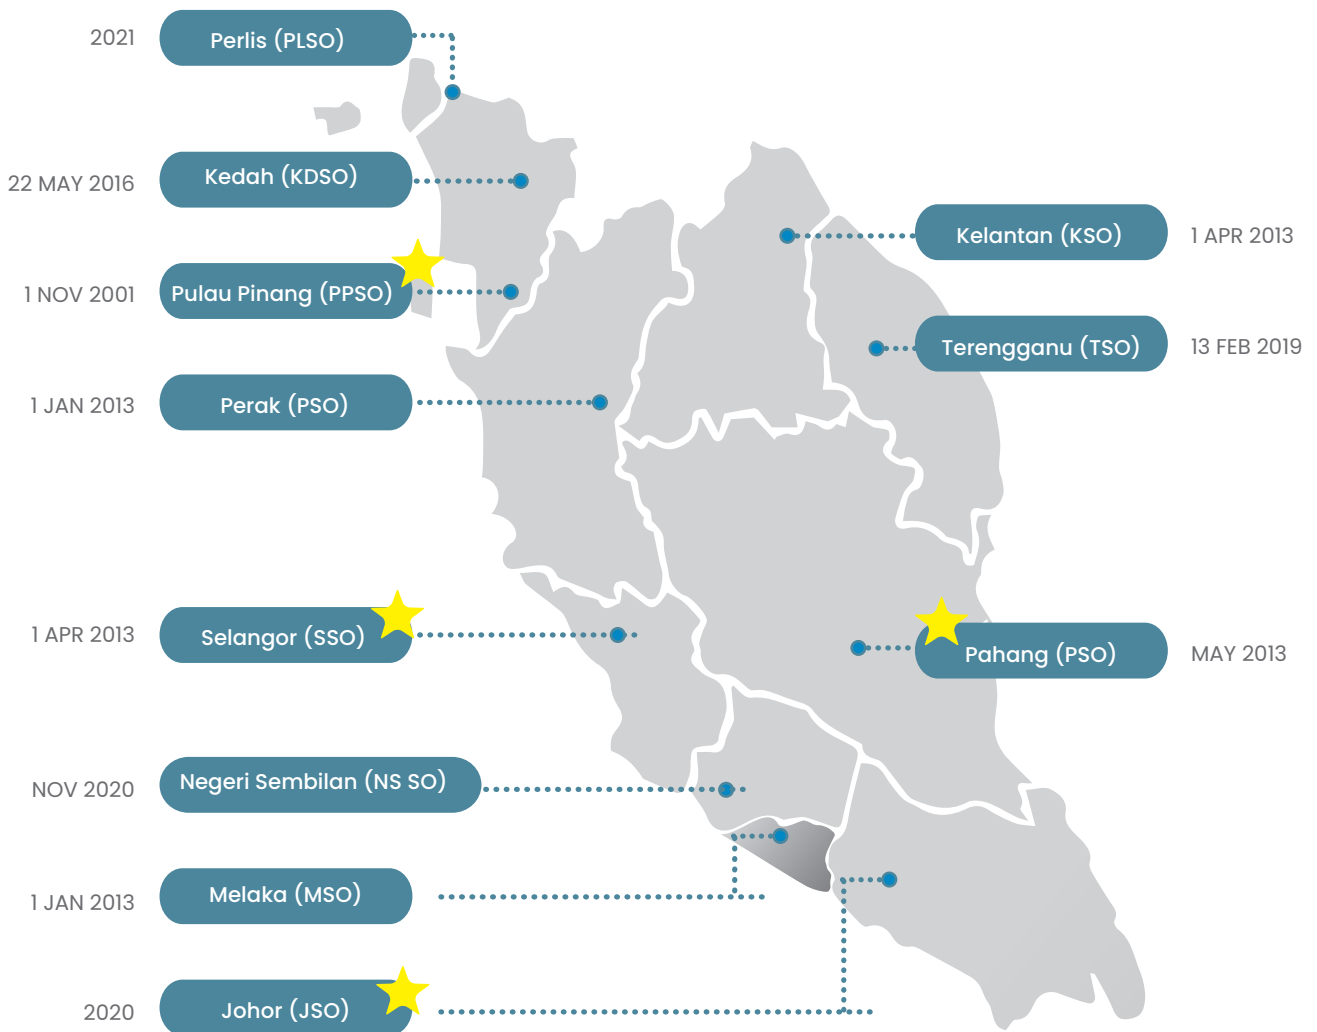 2021
Perlis (PLSO)
22 MAY 2016
Kedah (KDSO)
1 NOV 2001
Pulau Pinang (PPSO)
1 JAN 2013
Perak (PSO)
Kelantan (KSO)
1 APR 2013
Terengganu (TSO)
13 FEB 2019
1 APR 2013
Selangor (SSO)
Pahang (PSO)
MAY 2013
NOV 2020
Negeri Sembilan (NS SO)
1 JAN 2013
Melaka (MSO)
2020
Johor (JSO)